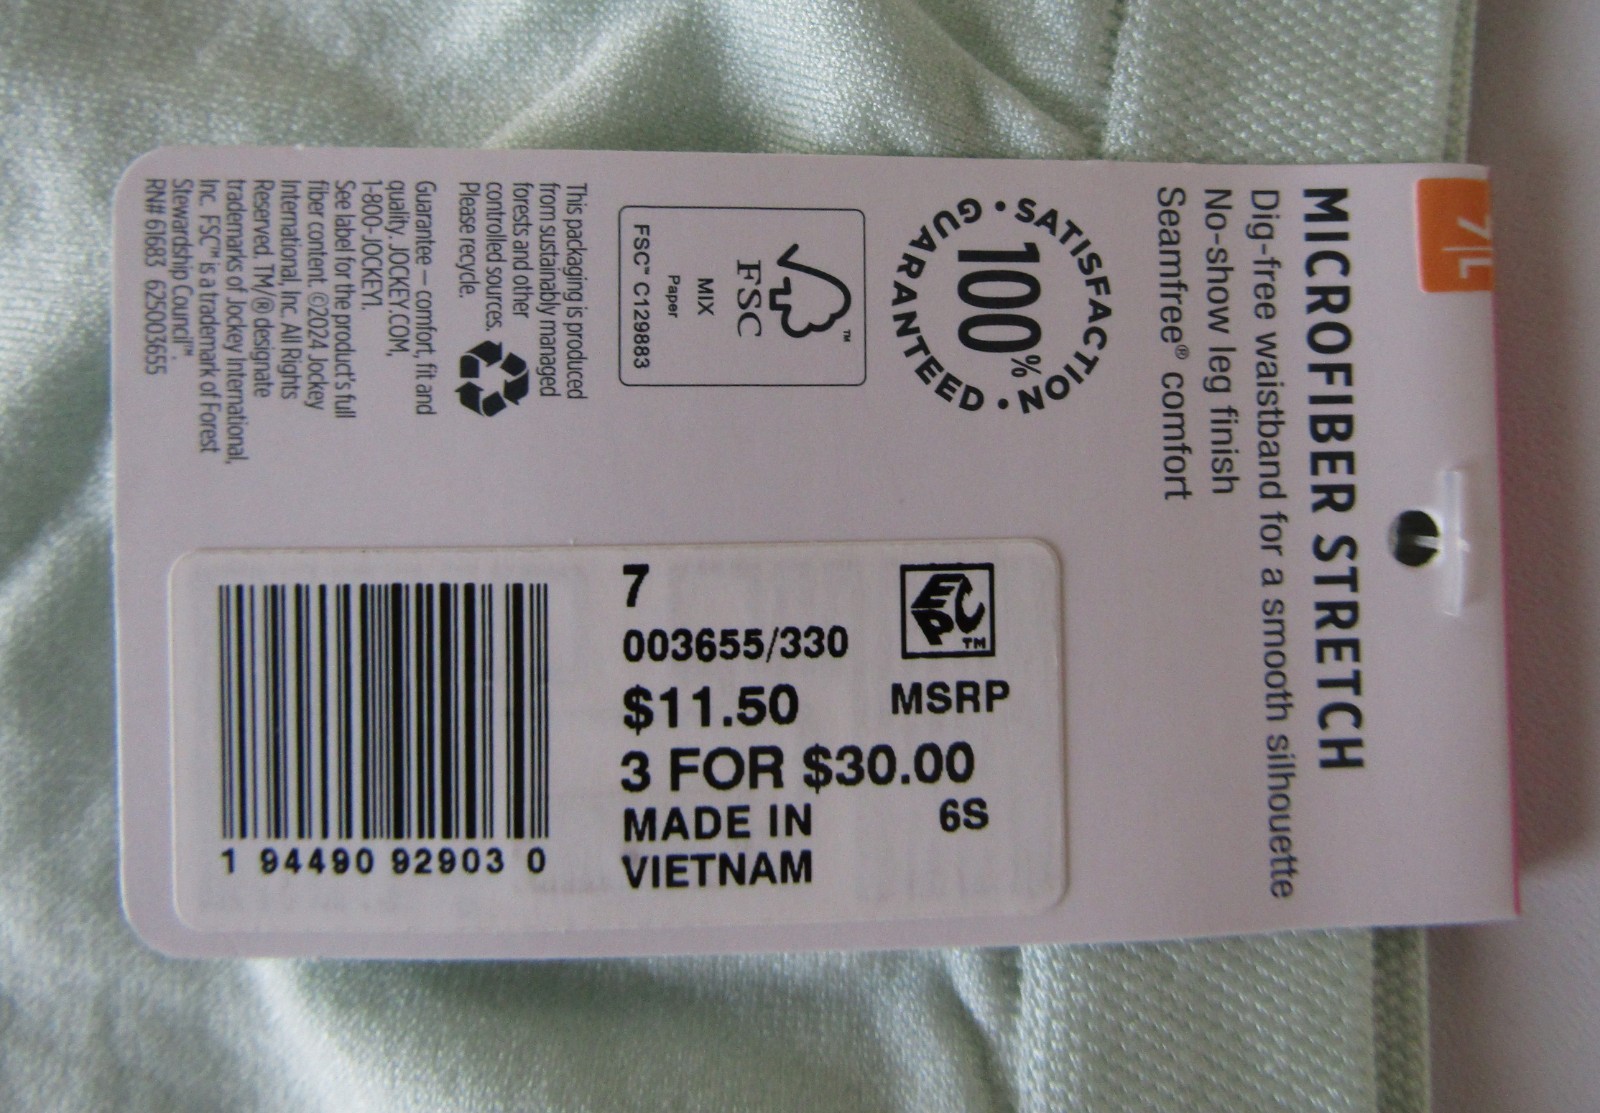 7/L
MICROFIBER STRETCH
Dig-free waistband for a smooth silhouette
No-show leg finish
Seamfree® comfort
• SATISFACTION • GUARANTEED
100%
FSC™
MIX
Paper
FSC™ C129883
This packaging is produced
from sustainably managed
forests and other
controlled sources.
Please recycle.
Guarantee — comfort, fit and
quality. JOCKEY.COM,
1-800-JOCKEY1.
See label for the product's full
fiber content. ©2024 Jockey
International, Inc. All Rights
Reserved. TM/® designate
trademarks of Jockey International,
Inc. FSC™ is a trademark of Forest
Stewardship Council™.
RN# 61683 625003655
7
003655/330
$11.50 MSRP
3 FOR $30.00
MADE IN 6S
VIETNAM
1 94490 92903 0